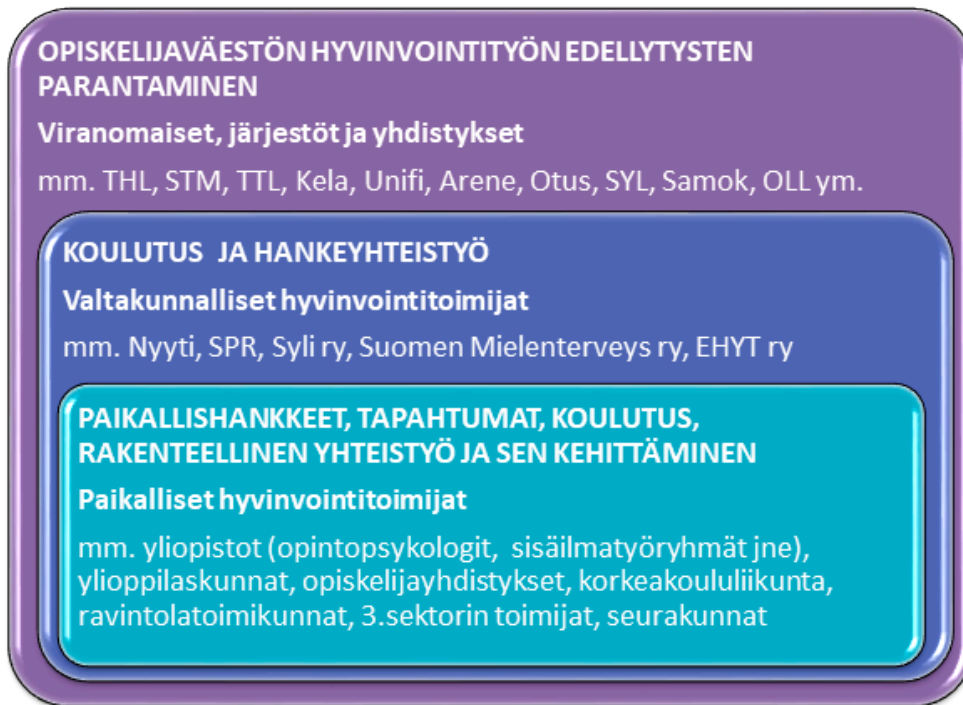 OPISKELIJAVÄESTÖN HYVINVOINTITYÖN EDELLYTYSTEN
PARANTAMINEN
Viranomaiset, järjestöt ja yhdistykset
mm. THL, STM, TTL, Kela, Unifi, Arene, Otus, SYL, Samok, OLL ym.
KOULUTUS JA HANKEYHTEISTYÖ
Valtakunnalliset hyvinvointitoimijat
mm. Nyyti, SPR, Syli ry, Suomen Mielenterveys ry, EHYT ry
PAIKALLISHANKKEET, TAPAHTUMAT, KOULUTUS,
RAKENTEELLINEN YHTEISTYÖ JA SEN KEHITTÄMINEN
Paikalliset hyvinvointitoimijat
mm. yliopistot (opintopsykologit, sisäilmatyöryhmät jne),
ylioppilaskunnat, opiskelijayhdistykset, korkeakoululiikunta,
ravintolatoimikunnat, 3.sektorin toimijat, seurakunnat